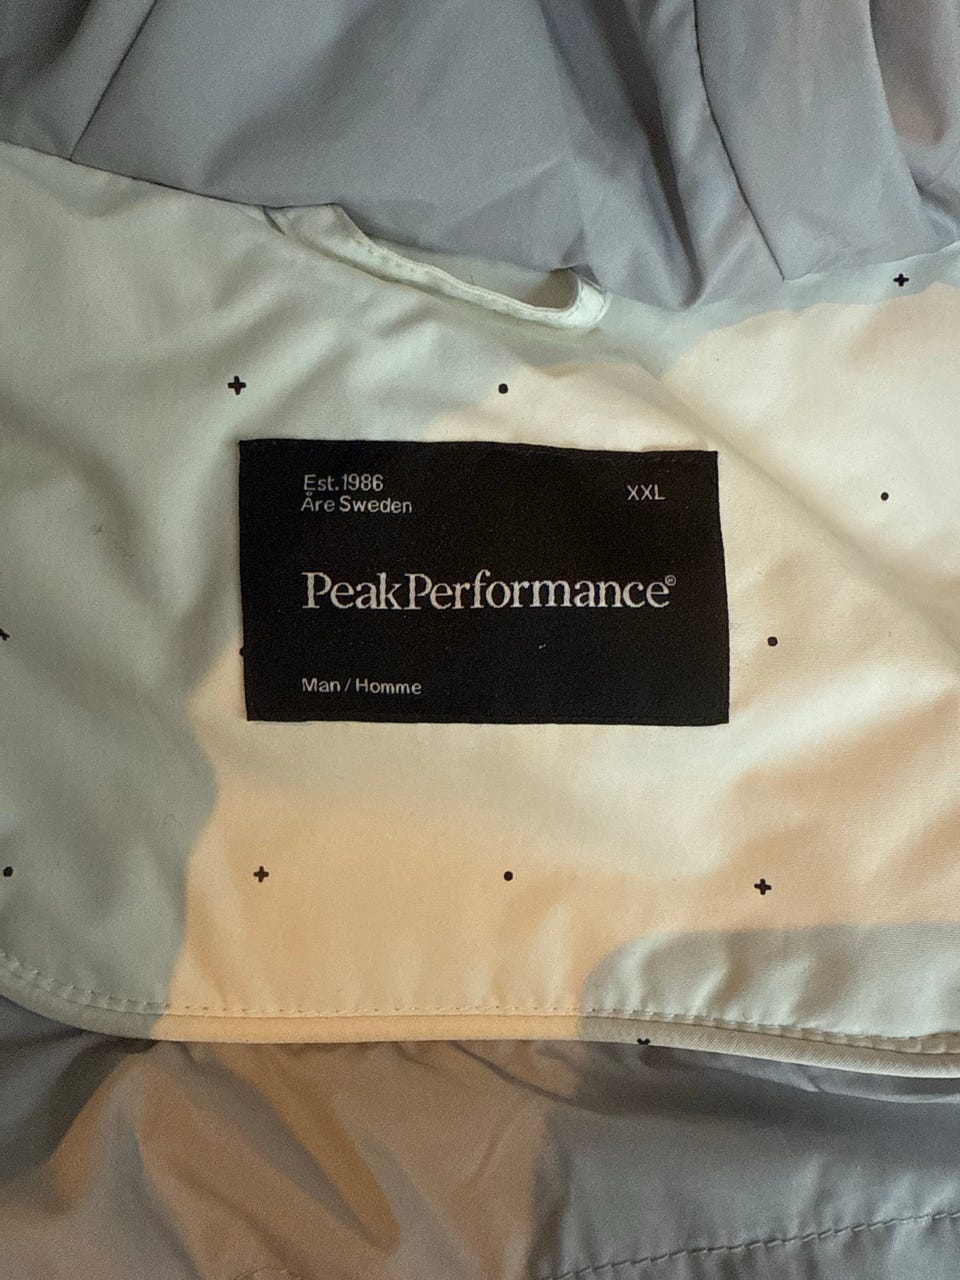 Est. 1986
Åre Sweden
XXL
PeakPerformance®
Man / Homme